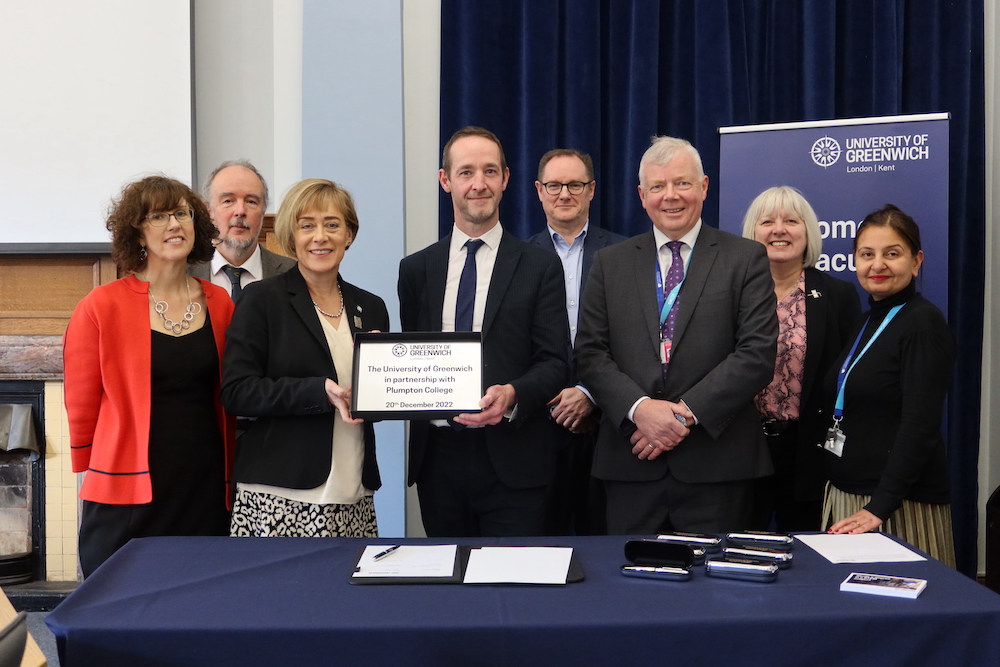 UNIVERSITY OF
GREENWICH
London | Kent
UNIVERSITY OF
GREENWICH
The University of Greenwich
in partnership with
Plumpton College
20th December 2022